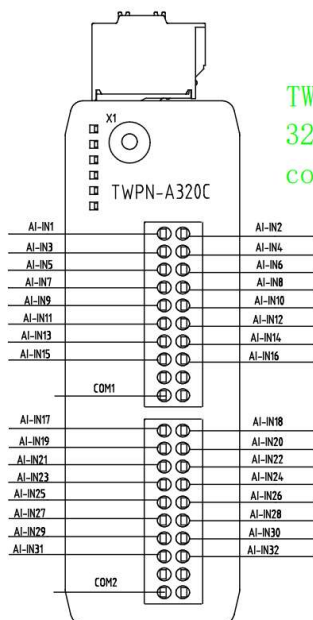 TW
32
co
X1
TWPN-A320C
AI-IN1 AI-IN2
AI-IN3 AI-IN4
AI-IN5 AI-IN6
AI-IN7 AI-IN8
AI-IN9 AI-IN10
AI-IN11 AI-IN12
AI-IN13 AI-IN14
AI-IN15 AI-IN16
COM1
AI-IN17 AI-IN18
AI-IN19 AI-IN20
AI-IN21 AI-IN22
AI-IN23 AI-IN24
AI-IN25 AI-IN26
AI-IN27 AI-IN28
AI-IN29 AI-IN30
AI-IN31 AI-IN32
COM2